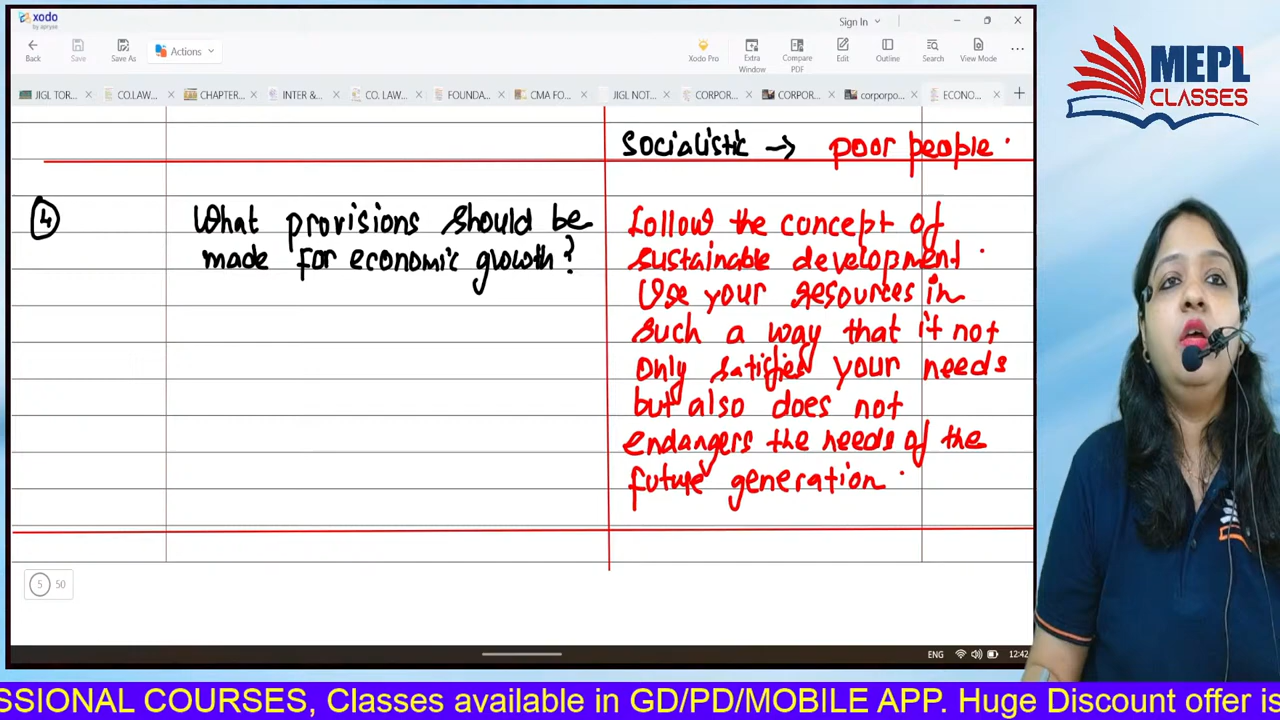 xodo
by apryse
Sign In
Back
Save
Save As
Actions
Xodo Pro
Extra Window
Compare PDF
Edit
Outline
Search
View Mode
JIGL TOR... CO.LAW... CHAPTER... INTER &... CO.LAW... FOUNDA... CMA FO... JIGL NOT... CORPOR... CORPOR... corporpo... ECONO...
MEPL
CLASSES
Socialistic → poor people.
4 What provisions should be
made for economic growth?
Follow the concept of
sustainable development.
Use your resources in
such a way that it not
only satisfies your needs
but also does not
endangers the needs of the
future generation.
5 50
ENG 12:42
SSIONAL COURSES, Classes available in GD/PD/MOBILE APP. Huge Discount offer is